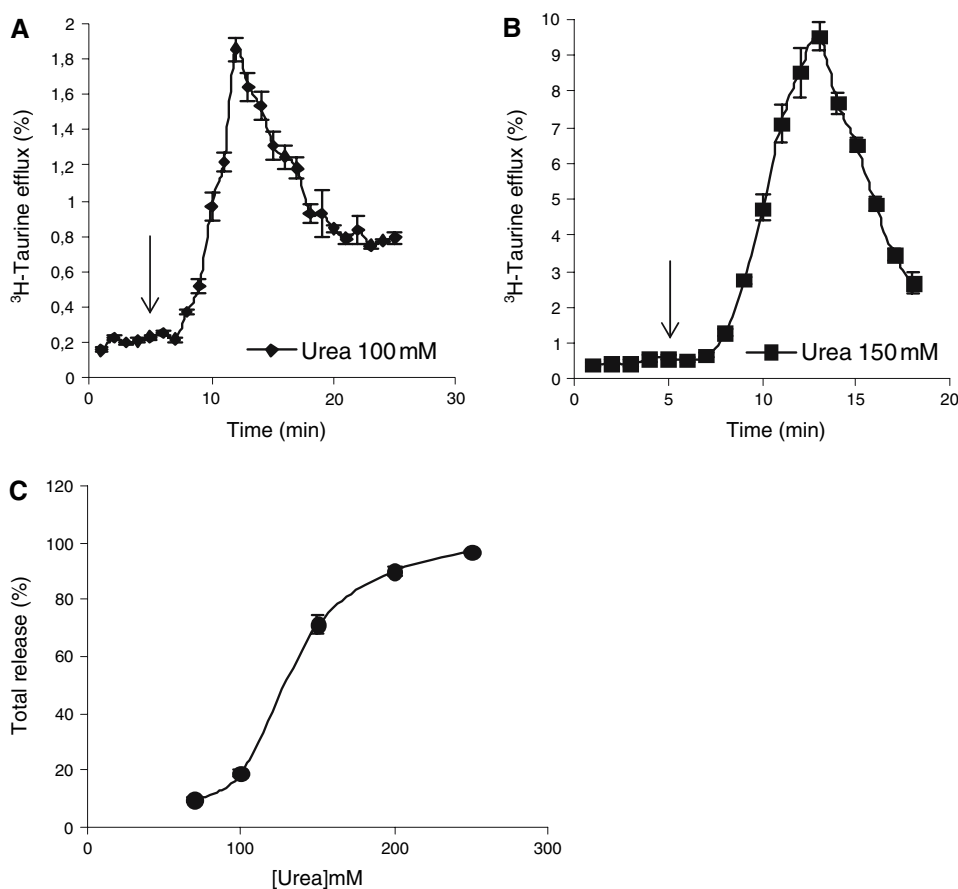 A
³H-Taurine efflux (%)
2
1,8
1,6
1,4
1,2
1
0,8
0,6
0,4
0,2
0
Urea 100 mM
0 10 20 30
Time (min)
B
³H-Taurine efflux (%)
10
9
8
7
6
5
4
3
2
1
0
Urea 150 mM
0 5 10 15 20
Time (min)
C
Total release (%)
120
100
80
60
40
20
0
0 100 200 300
[Urea]mM